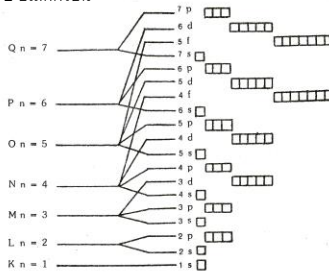 Q n = 7
P n = 6
O n = 5
N n = 4
M n = 3
L n = 2
K n = 1
7 p
6 d
5 f
7 s
6 p
5 d
4 f
6 s
5 p
4 d
5 s
4 p
3 d
4 s
3 p
3 s
2 p
2 s
1 s